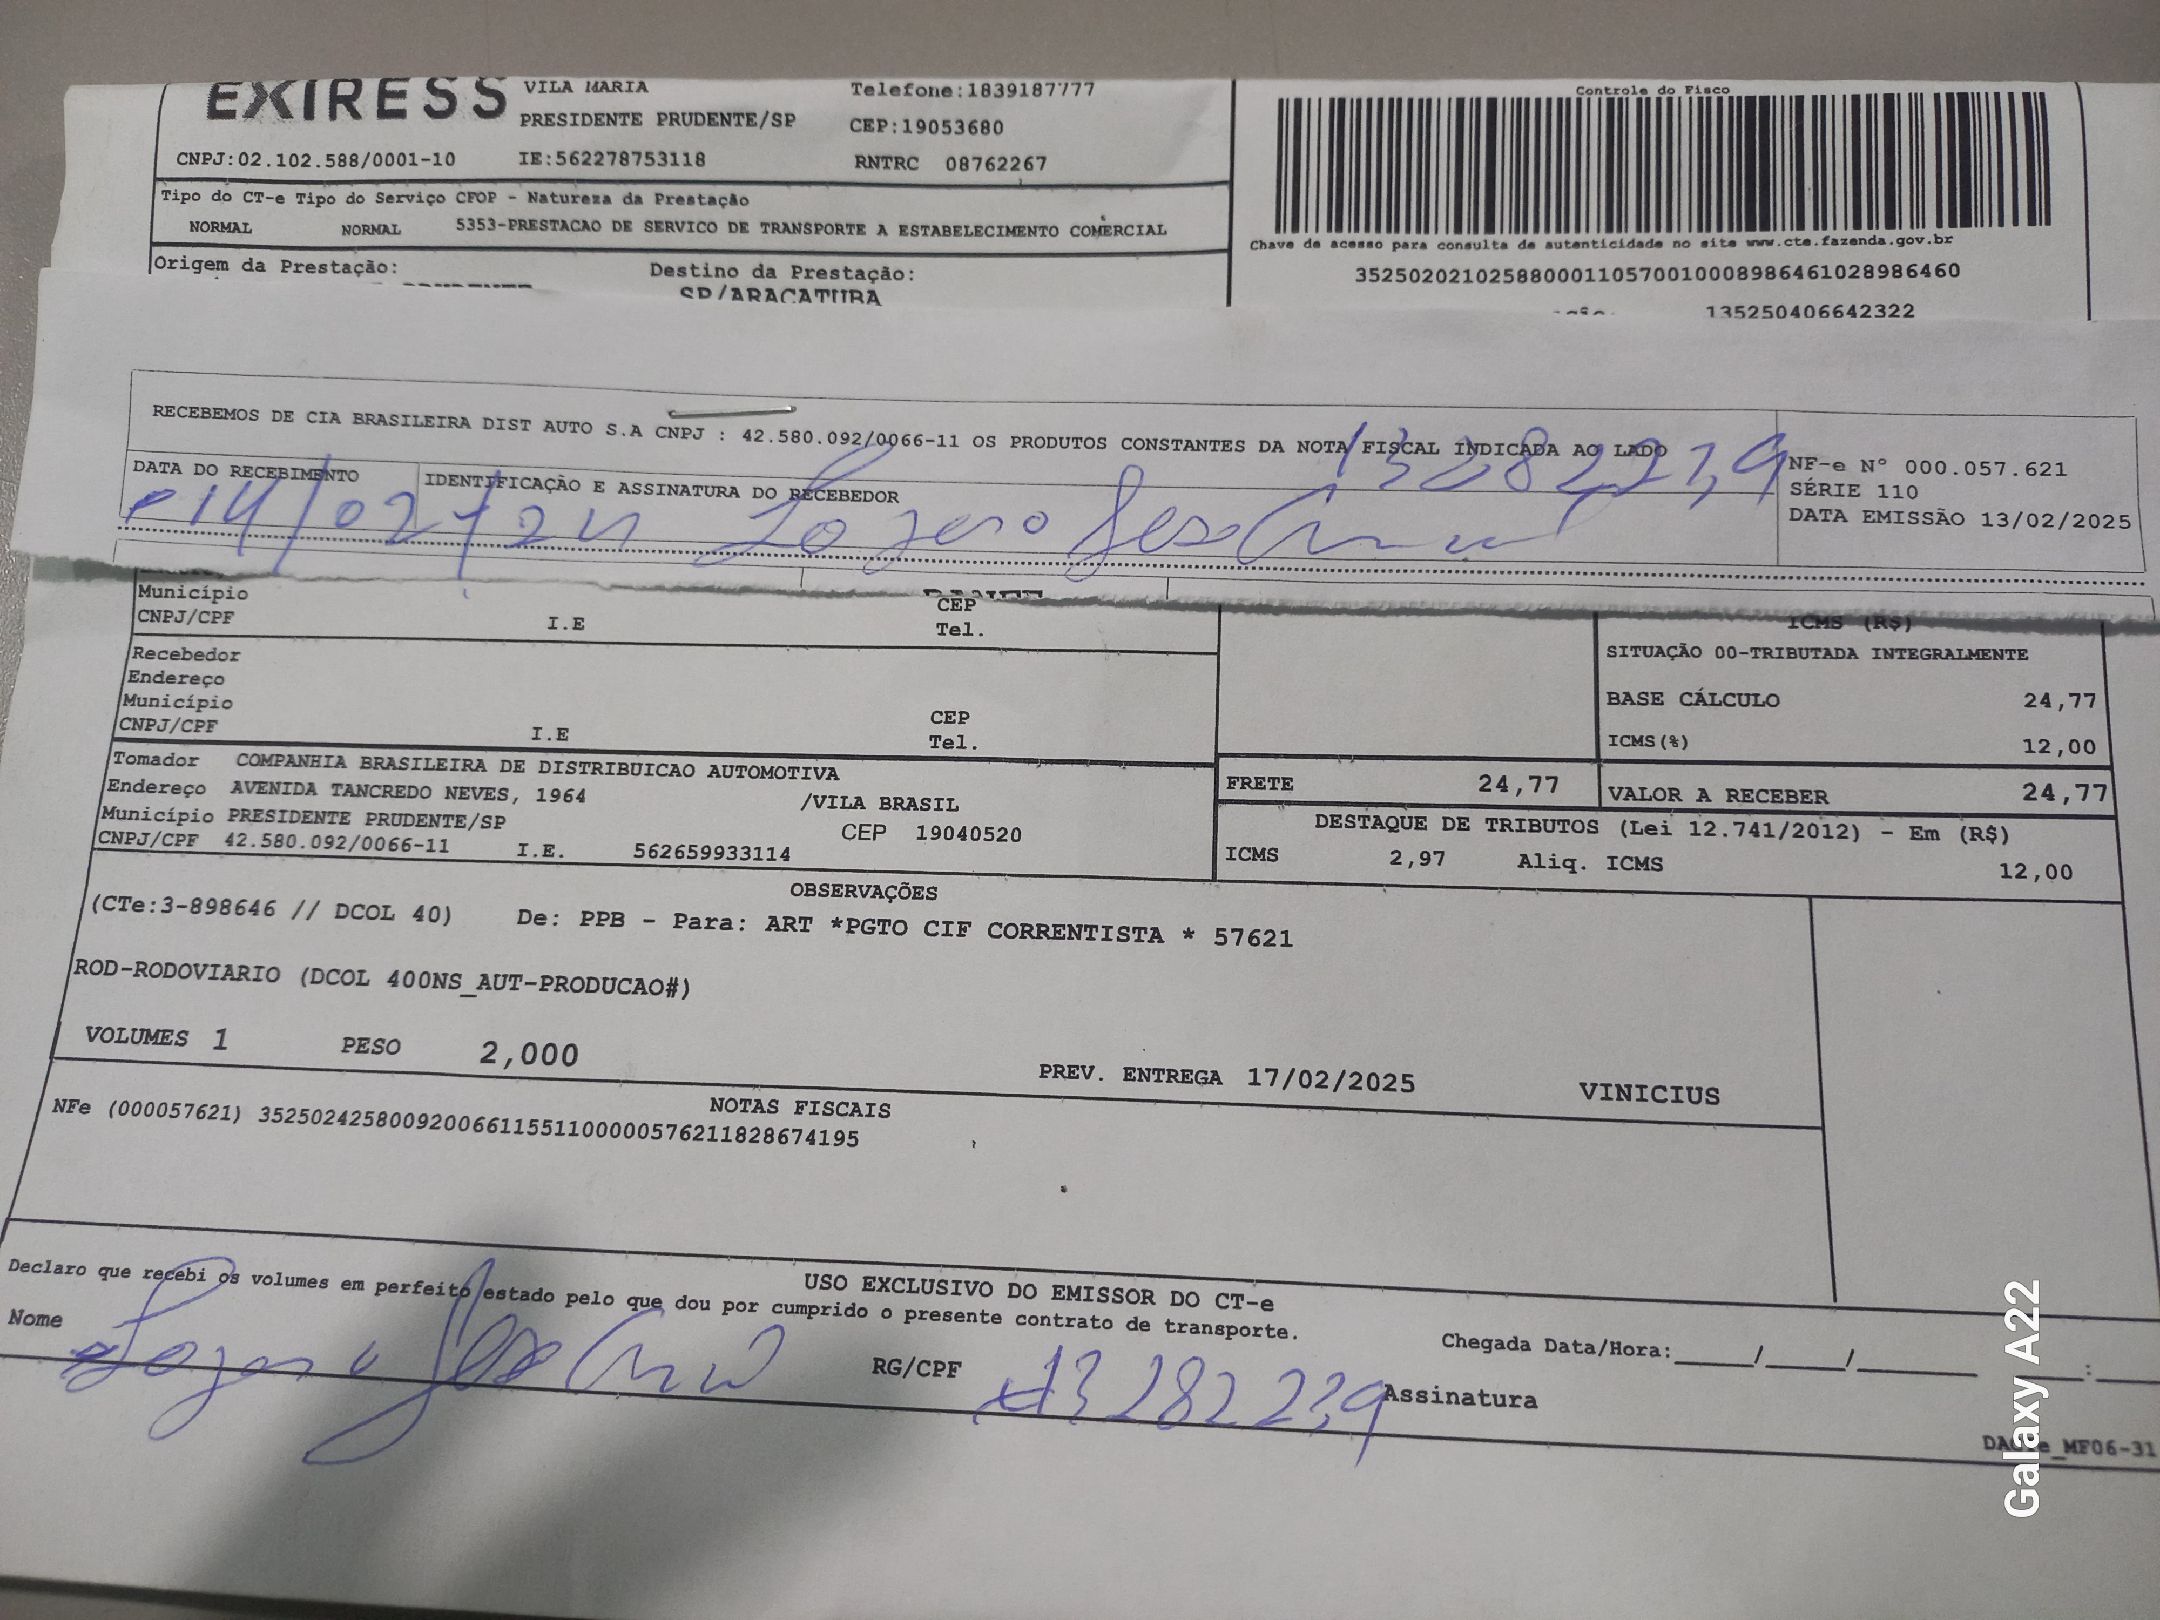 EXPRESS
VILA MARIA
Telefone:1839187777
PRESIDENTE PRUDENTE/SP
CEP:19053680
CNPJ:02.102.588/0001-10
IE:562278753118
RNTRC 08762267
Controle do Fisco
Tipo do CT-e Tipo do Serviço CFOP - Natureza da Prestação
NORMAL NORMAL 5353-PRESTACAO DE SERVICO DE TRANSPORTE A ESTABELECIMENTO COMERCIAL
Chave de acesso para consulta de autenticidade no site www.cte.fazenda.gov.br
35250202102588000110570010008986461028986460
Origem da Prestação:
Destino da Prestação:
SP/ARACATUBA
135250406642322
RECEBEMOS DE CIA BRASILEIRA DIST AUTO S.A CNPJ : 42.580.092/0066-11 OS PRODUTOS CONSTANTES DA NOTA FISCAL INDICADA AO LADO
DATA DO RECEBIMENTO
IDENTIFICAÇÃO E ASSINATURA DO RECEBEDOR
NF-e N° 000.057.621
SÉRIE 110
DATA EMISSÃO 13/02/2025
14/02/24
Município CEP
CNPJ/CPF I.E Tel.
Recebedor
Endereço
Município CEP
CNPJ/CPF I.E Tel.
ICMS (R$)
SITUAÇÃO 00-TRIBUTADA INTEGRALMENTE
BASE CÁLCULO 24,77
ICMS(%) 12,00
Tomador COMPANHIA BRASILEIRA DE DISTRIBUICAO AUTOMOTIVA
Endereço AVENIDA TANCREDO NEVES, 1964 /VILA BRASIL
Município PRESIDENTE PRUDENTE/SP CEP 19040520
CNPJ/CPF 42.580.092/0066-11 I.E. 562659933114
FRETE 24,77
VALOR A RECEBER 24,77
DESTAQUE DE TRIBUTOS (Lei 12.741/2012) - Em (R$)
ICMS 2,97 Aliq. ICMS 12,00
OBSERVAÇÕES
(CTe:3-898646 // DCOL 40) De: PPB - Para: ART *PGTO CIF CORRENTISTA * 57621
ROD-RODOVIARIO (DCOL 400NS_AUT-PRODUCAO#)
VOLUMES 1 PESO 2,000
PREV. ENTREGA 17/02/2025 VINICIUS
NOTAS FISCAIS
NFe (000057621) 35250242580092006611551100000576211828674195
USO EXCLUSIVO DO EMISSOR DO CT-e
Declaro que recebi os volumes em perfeito estado pelo que dou por cumprido o presente contrato de transporte.
Nome
RG/CPF
Chegada Data/Hora:_____/_____/_________ _____:_____
Assinatura
MF06-31
Galaxy A22